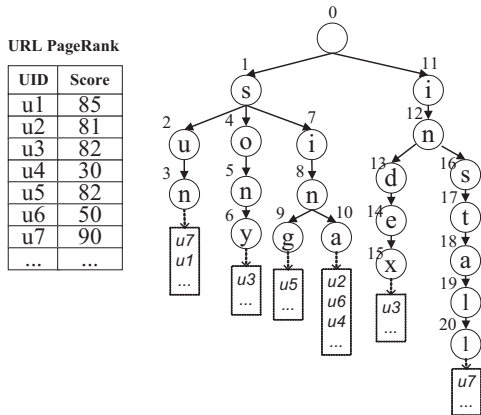 URL PageRank
UID Score
u1 85
u2 81
u3 82
u4 30
u5 82
u6 50
u7 90
... ...
0
1 11
s i
2 4 7 12
u o i n
3 5 8 13 16
n n n d s
6 9 10 14 17
y g a e t
15 18
x a
19
l
20
l
u7
u1
...
u3
...
u5
...
u2
u6
u4
...
u3
...
u7
...